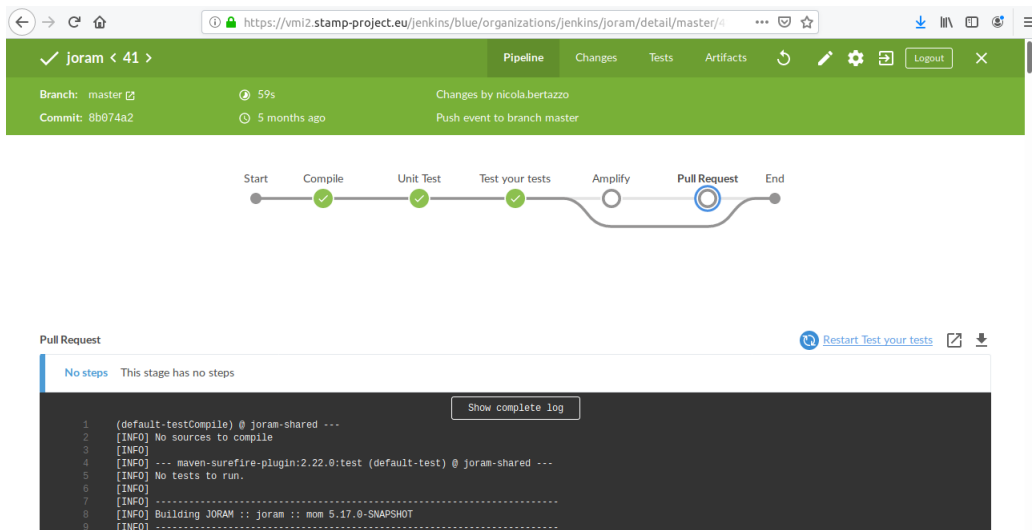 https://vmi2.stamp-project.eu/jenkins/blue/organizations/jenkins/joram/detail/master/4
joram < 41 >
Pipeline Changes Tests Artifacts Logout
Branch: master 59s Changes by nicola.bertazzo
Commit: 8b074a2 5 months ago Push event to branch master
Start Compile Unit Test Test your tests Amplify Pull Request End
Pull Request Restart Test your tests
No steps This stage has no steps
Show complete log
1 (default-testCompile) @ joram-shared ---
2 [INFO] No sources to compile
3 [INFO]
4 [INFO] --- maven-surefire-plugin:2.22.0:test (default-test) @ joram-shared ---
5 [INFO] No tests to run.
6 [INFO]
7 [INFO] ------------------------------------------------------------------------
8 [INFO] Building JORAM :: joram :: mom 5.17.0-SNAPSHOT
9 [INFO] ------------------------------------------------------------------------